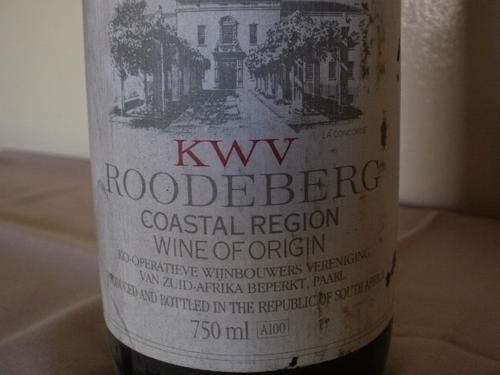 LA CONCORDE
KWV
ROODEBERG
COASTAL REGION
WINE OF ORIGIN
KO-OPERATIEVE WIJNBOUWERS VERENIGING
VAN ZUID-AFRIKA BEPERKT, PAARL
PRODUCED AND BOTTLED IN THE REPUBLIC OF SOUTH AFRICA
750 ml A100